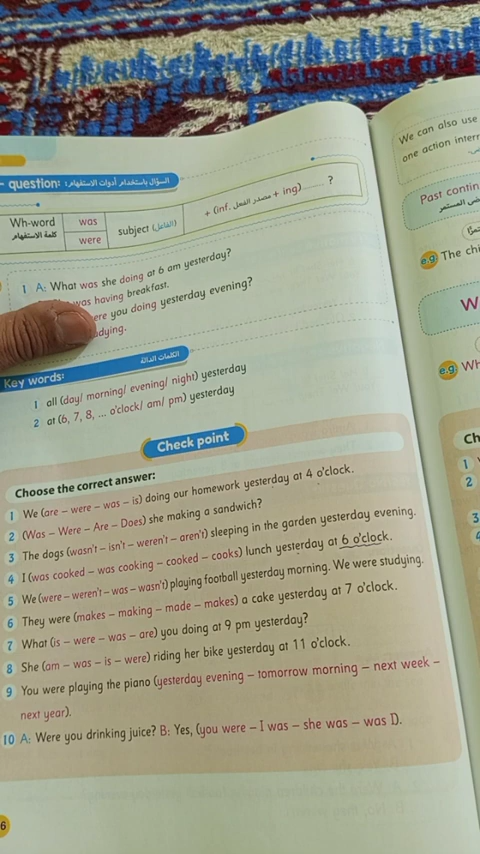 question: السؤال باستخدام أدوات الاستفهام:
Wh-word كلمة الاستفهام was were subject (الفاعل) + (inf. مصدر الفعل + ing) ...... ?
1 A: What was she doing at 6 am yesterday?
was having breakfast.
ere you doing yesterday evening?
dying.
Key words: الكلمات الدالة
1 all (day/ morning/ evening/ night) yesterday
2 at (6, 7, 8, ... o'clock/ am/ pm) yesterday
Check point
Choose the correct answer:
1 We (are – were – was – is) doing our homework yesterday at 4 o'clock.
2 (Was – Were – Are – Does) she making a sandwich?
3 The dogs (wasn't – isn't – weren't – aren't) sleeping in the garden yesterday evening.
4 I (was cooked – was cooking – cooked – cooks) lunch yesterday at 6 o'clock.
5 We (were – weren't – was – wasn't) playing football yesterday morning. We were studying.
6 They were (makes – making – made – makes) a cake yesterday at 7 o'clock.
7 What (is – were – was – are) you doing at 9 pm yesterday?
8 She (am – was – is – were) riding her bike yesterday at 11 o'clock.
9 You were playing the piano (yesterday evening – tomorrow morning – next week –
next year).
10 A: Were you drinking juice? B: Yes, (you were – I was – she was – was I).
6
We can also use
one action inter
Past contin
e.g. The chi
W
e.g. Wh
Ch
1
2
3
4